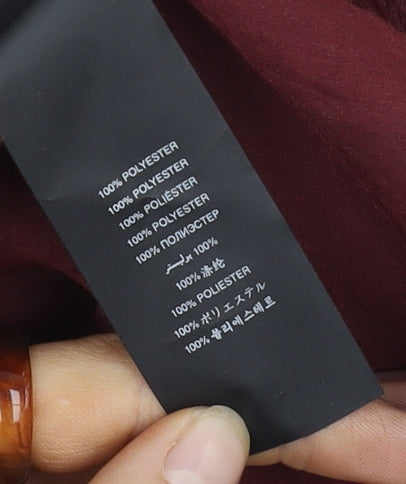 100% POLYESTER
100% POLYESTER
100% POLIÉSTER
100% POLYESTER
100% ПОЛИЭСТЕР
100% بوليستر
100% 涤纶
100% POLIESTER
100% ポリエステル
100% 폴리에스테르